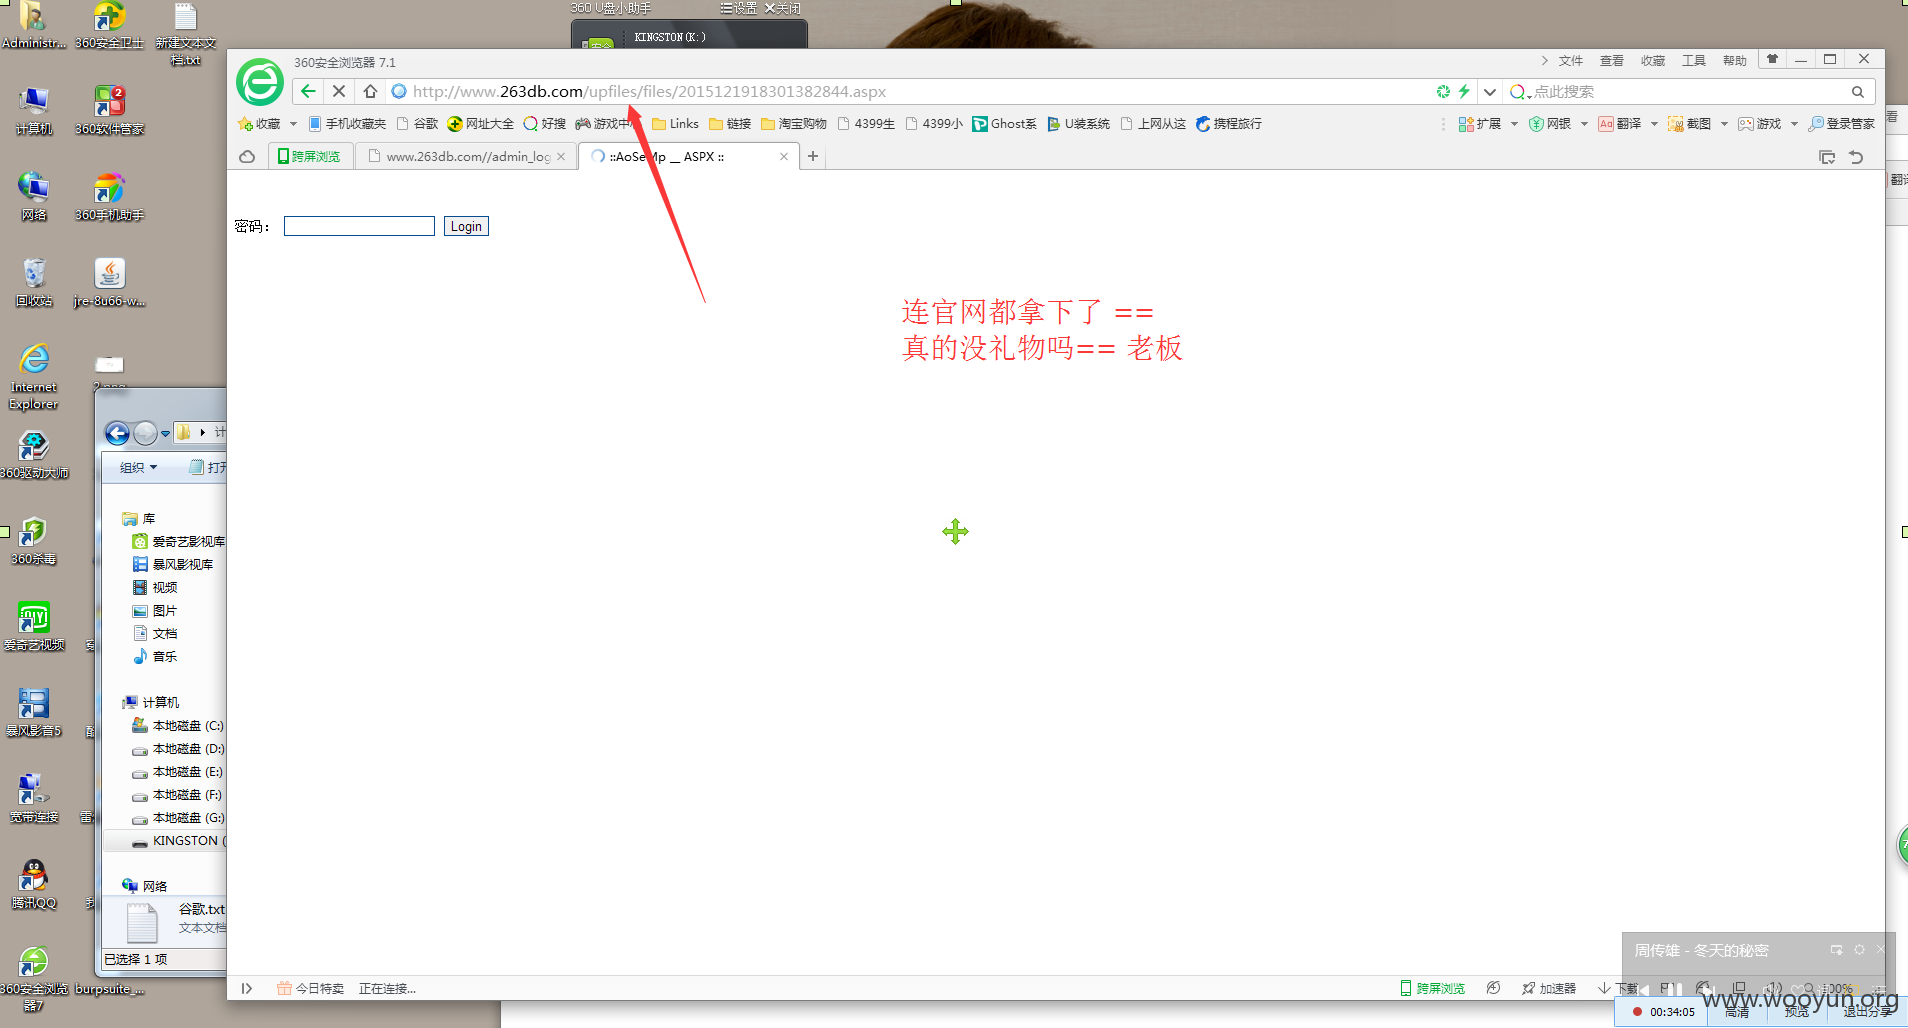 Administr...
360安全卫士
新建文本文
档.txt
计算机
360软件管家
网络
360手机助手
回收站
jre-8u66-w...
Internet
Explorer
360驱动大师
360杀毒
爱奇艺视频
暴风影音5
宽带连接
腾讯QQ
360安全浏览
器7
burpsuite_...
360 U盘小助手
设置
关闭
安全
KINGSTON(K:)
360安全浏览器 7.1
文件
查看
收藏
工具
帮助
http://www.263db.com/upfiles/files/2015121918301382844.aspx
点此搜索
收藏
手机收藏夹
谷歌
网址大全
好搜
游戏中
Links
链接
淘宝购物
4399生
4399小
Ghost系
U装系统
上网从这
携程旅行
扩展
网银
翻译
截图
游戏
登录管家
跨屏浏览
www.263db.com//admin_log
::AoSeMp __ ASPX ::
密码：
Login
连官网都拿下了 ==
真的没礼物吗== 老板
组织
打开
库
爱奇艺影视库
暴风影视库
视频
图片
文档
音乐
计算机
本地磁盘 (C:)
本地磁盘 (D:)
本地磁盘 (E:)
本地磁盘 (F:)
本地磁盘 (G:)
KINGSTON (
网络
谷歌.txt
文本文档
已选择 1 项
今日特卖
正在连接...
跨屏浏览
加速器
下载
周传雄 - 冬天的秘密
www.wooyun.org
00:34:05
高清
预览
退出分享